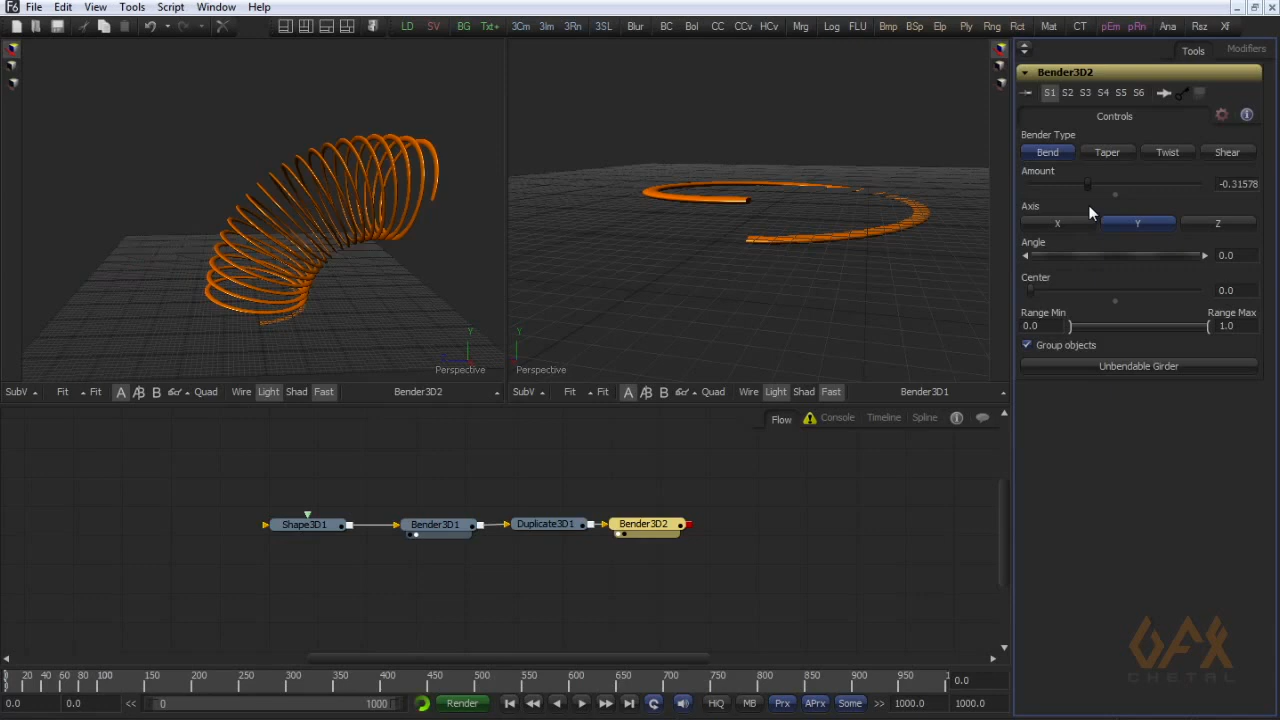 File Edit View Tools Script Window Help
LD SV BG Txt+ 3Cm 3Im 3Rn 3SL Blur BC Bol CC CCv HCv Mrg Log FLU Bmp BSp Elp Ply Rng Rct Mat CT pEm pRn Ana Rsz Xf
Tools Modifiers
Bender3D2
S1 S2 S3 S4 S5 S6
Controls
Bender Type
Bend Taper Twist Shear
Amount
-0.31578
Axis
X Y Z
Angle
0.0
Center
0.0
Range Min Range Max
0.0 1.0
Group objects
Unbendable Girder
Y
Perspective
Y
Perspective
SubV Fit Fit A B Quad Wire Light Shad Fast Bender3D2
SubV Fit Fit A B Quad Wire Light Shad Fast Bender3D1
Flow Console Timeline Spline
Shape3D1 Bender3D1 Duplicate3D1 Bender3D2
0 20 40 60 80 100 150 200 250 300 350 400 450 500 550 600 650 700 750 800 850 900 950 0.0
0.0 0.0 << 0 1000 Render HiQ MB Prx APrx Some >> 1000.0 1000.0
GFX
CHETAL